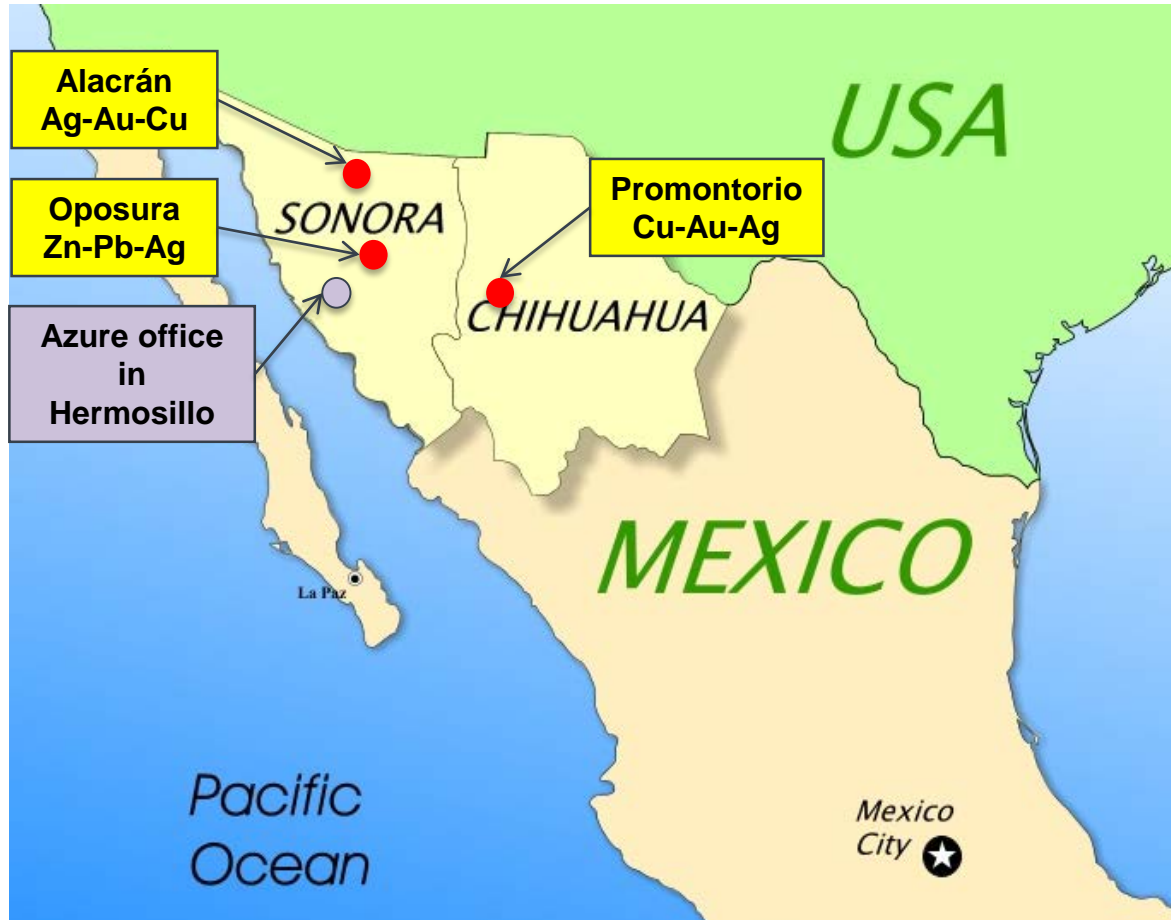 Alacrán
Ag-Au-Cu
USA
Promontorio
Cu-Au-Ag
Oposura
Zn-Pb-Ag
SONORA
Azure office
in
Hermosillo
CHIHUAHUA
MEXICO
La Paz
Pacific
Ocean
Mexico
City